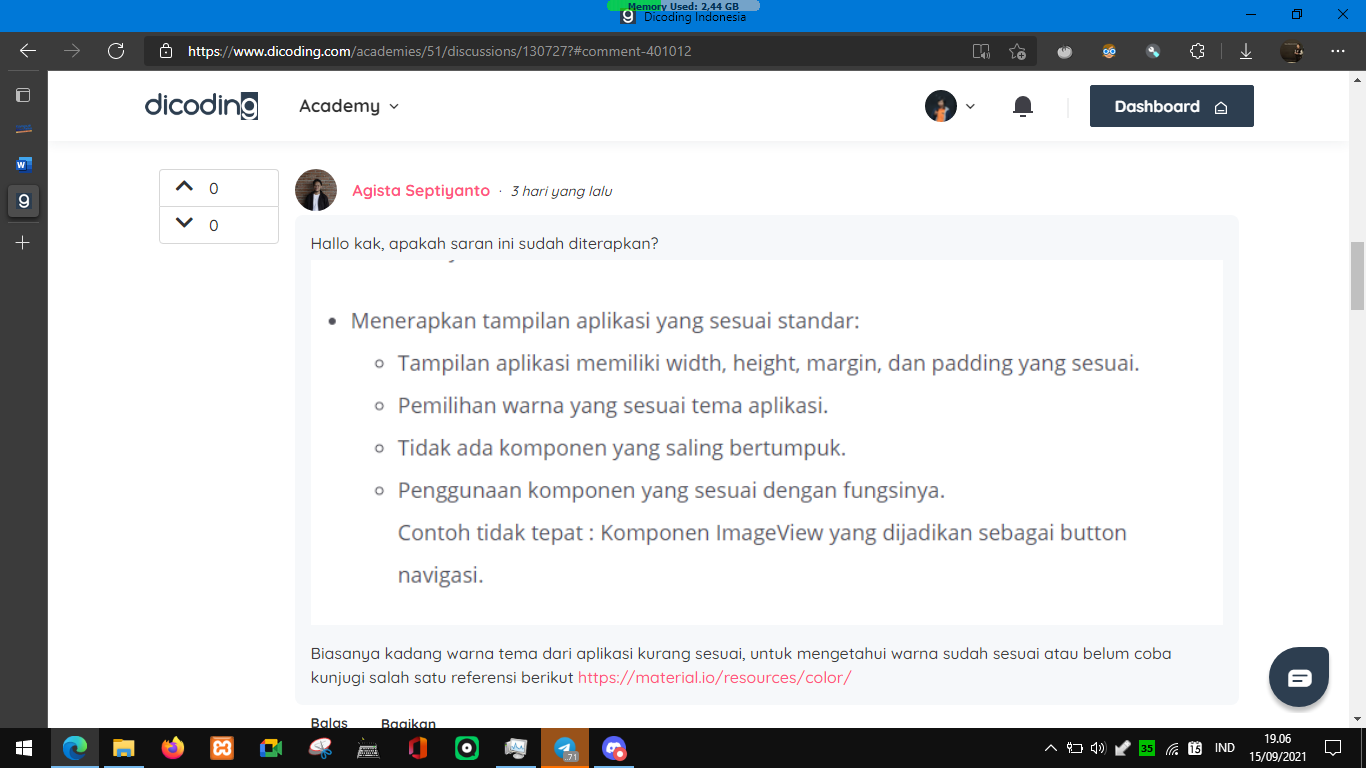 Memory Used: 2,44 GB
g Dicoding Indonesia
https://www.dicoding.com/academies/51/discussions/130727?#comment-401012
dicoding
Academy
Dashboard
0
0
Agista Septiyanto · 3 hari yang lalu
Hallo kak, apakah saran ini sudah diterapkan?
• Menerapkan tampilan aplikasi yang sesuai standar:
○ Tampilan aplikasi memiliki width, height, margin, dan padding yang sesuai.
○ Pemilihan warna yang sesuai tema aplikasi.
○ Tidak ada komponen yang saling bertumpuk.
○ Penggunaan komponen yang sesuai dengan fungsinya.
Contoh tidak tepat : Komponen ImageView yang dijadikan sebagai button
navigasi.
Biasanya kadang warna tema dari aplikasi kurang sesuai, untuk mengetahui warna sudah sesuai atau belum coba
kunjugi salah satu referensi berikut https://material.io/resources/color/
Balas Bagikan
71
35
IND
19.06
15/09/2021